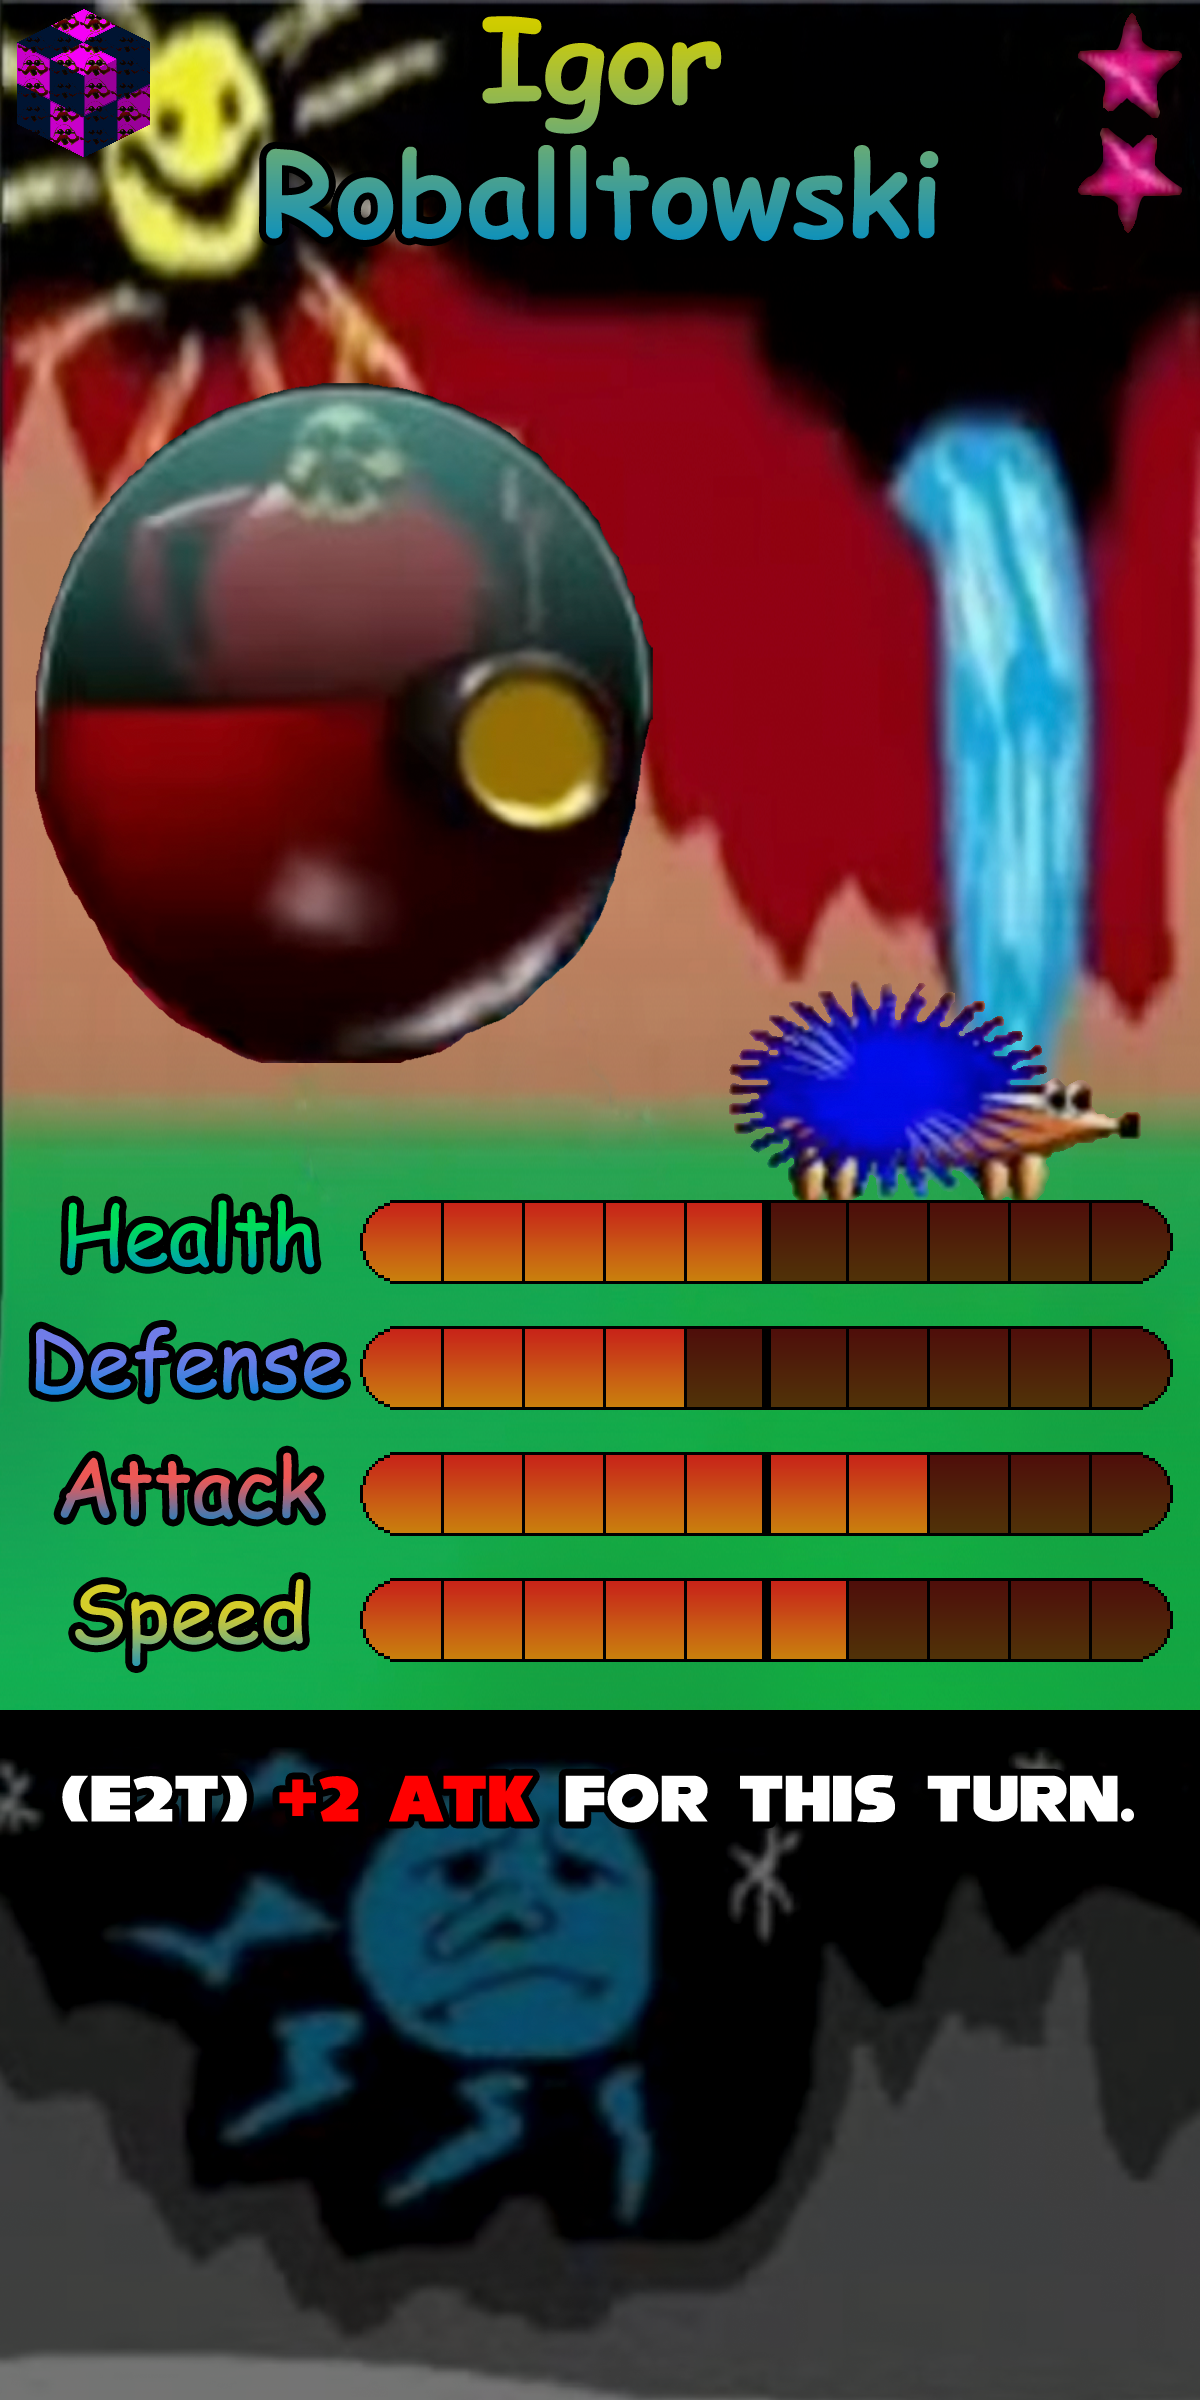 Igor
Roballtowski
Health
Defense
Attack
Speed
(E2T) +2 ATK FOR THIS TURN.